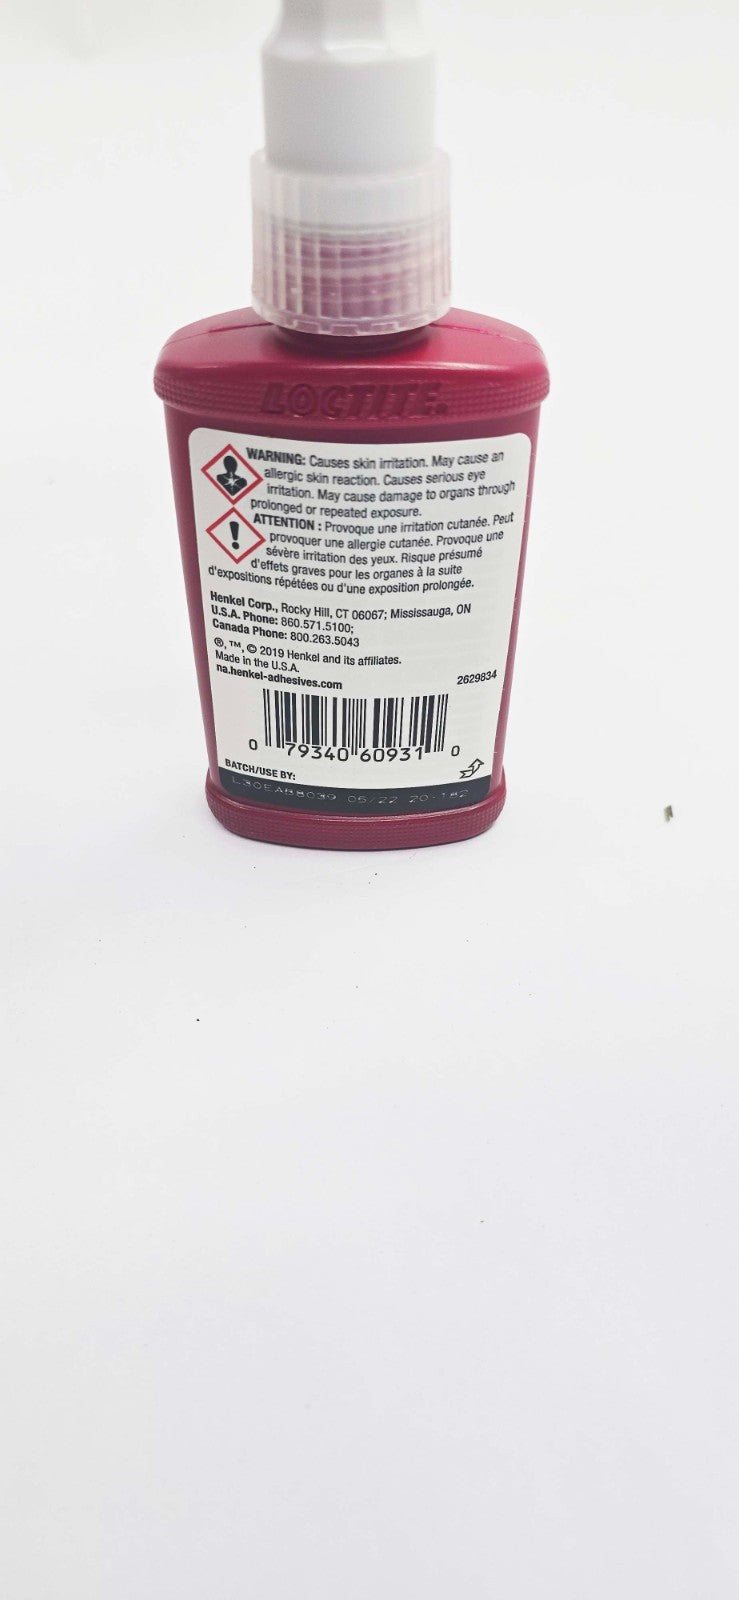 LOCTITE®
WARNING: Causes skin irritation. May cause an
allergic skin reaction. Causes serious eye
irritation. May cause damage to organs through
prolonged or repeated exposure.
ATTENTION : Provoque une irritation cutanée. Peut
provoquer une allergie cutanée. Provoque une
sévère irritation des yeux. Risque présumé
d'effets graves pour les organes à la suite
d'expositions répétées ou d'une exposition prolongée.
Henkel Corp., Rocky Hill, CT 06067; Mississauga, ON
U.S.A. Phone: 860.571.5100;
Canada Phone: 800.263.5043
®, ™, © 2019 Henkel and its affiliates.
Made in the U.S.A.
na.henkel-adhesives.com
2629834
0 79340 60931 0
BATCH/USE BY:
05/22